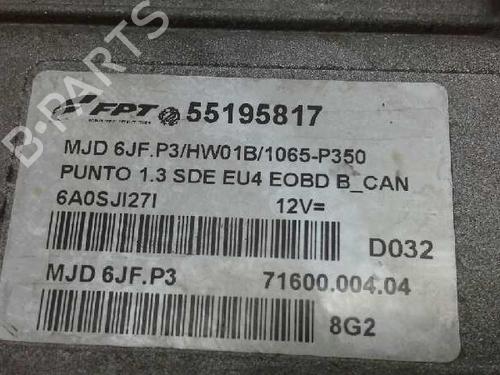 B-PARTS
FPT 55195817
MJD 6JF.P3/HW01B/1065-P350
PUNTO 1.3 SDE EU4 EOBD B_CAN
6A0SJI27I 12V=
D032
MJD 6JF.P3 71600.004.04
8G2